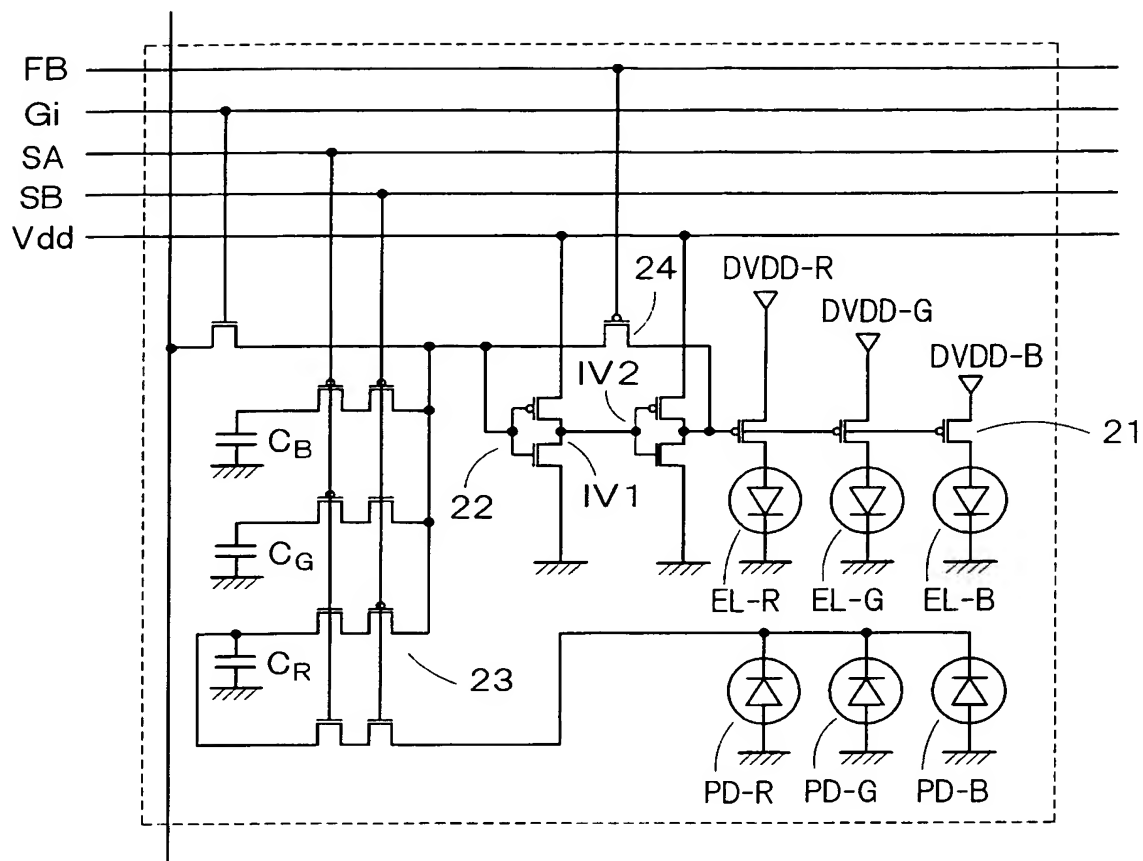 FB
Gi
SA
SB
Vdd
24
DVDD-R
DVDD-G
DVDD-B
IV2
21
CB
22
IV1
CG
EL-R
EL-G
EL-B
CR
23
PD-R
PD-G
PD-B